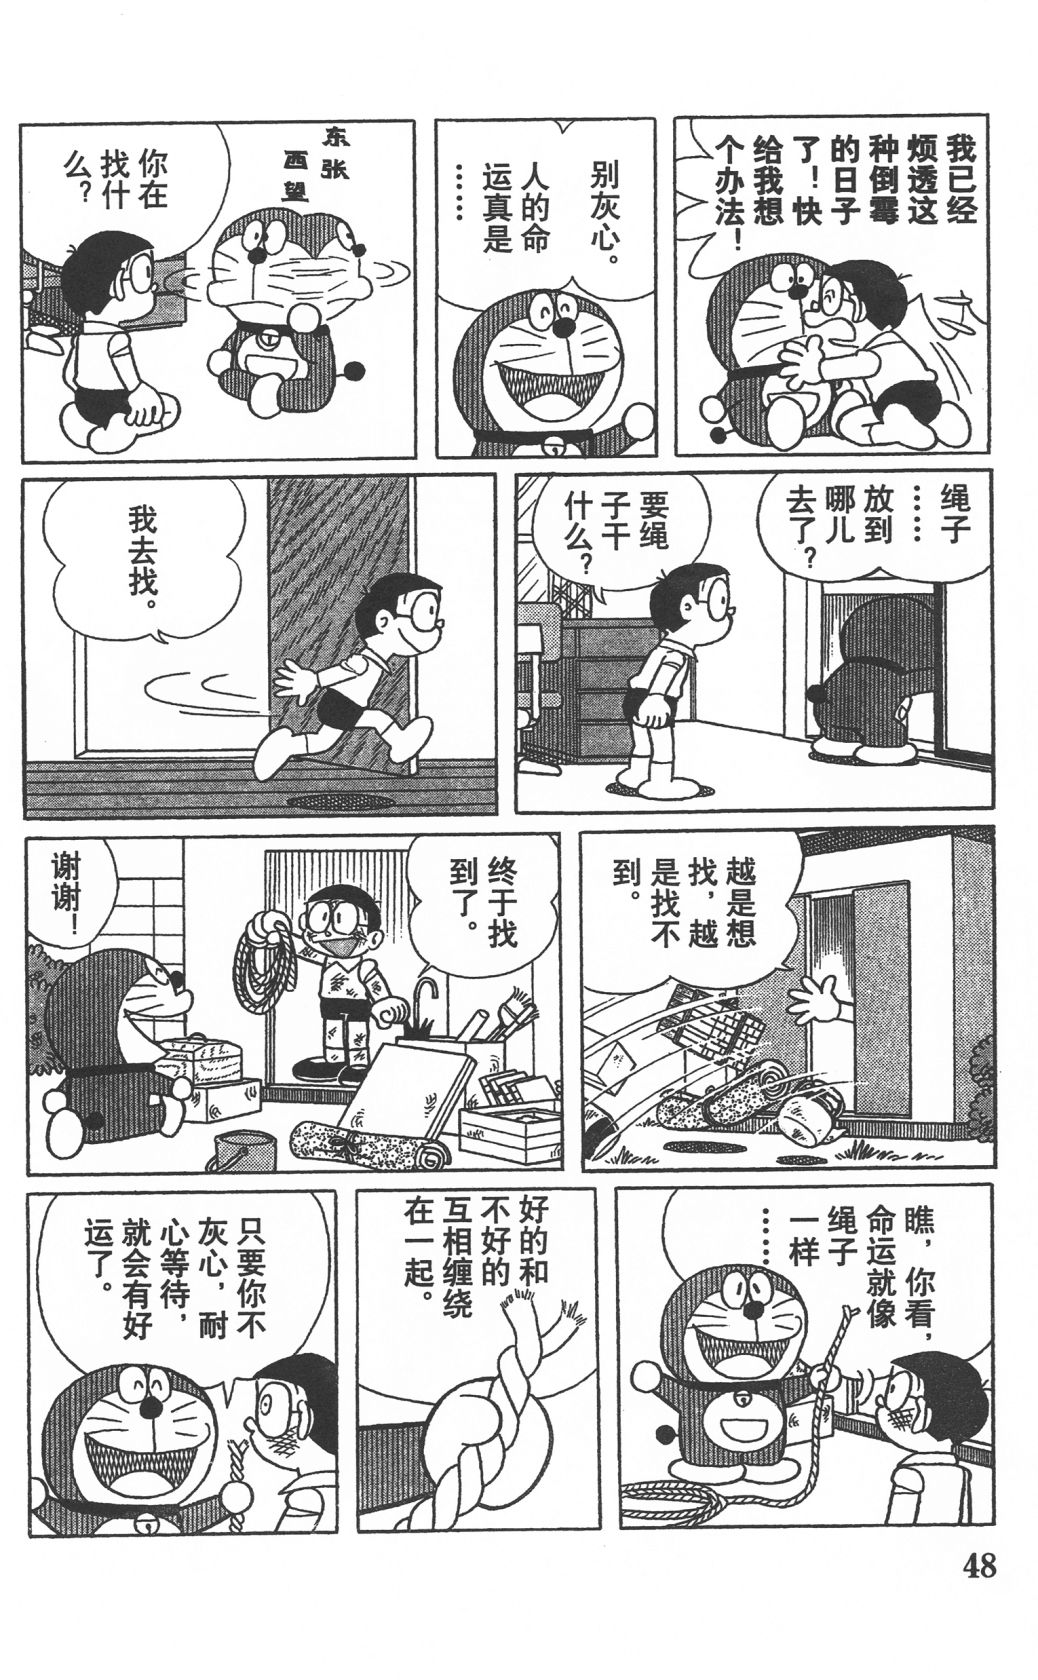 我已经
烦透这
种倒霉
的日子
了！快
给我想
个办法！
别灰心。
人的命
运真是
……
东张
西望
你在
找什
么？
绳子
……
放到
哪儿
去了？
要绳
子干
什么？
我去找。
越是想
找，越
是找不
到。
终于找
到了。
谢谢！
瞧，你看，
命运就像
绳子
一样
……
好的和
不好的
互相缠绕
在一起。
只要你不
灰心，耐
心等待，
就会有好
运了。
48